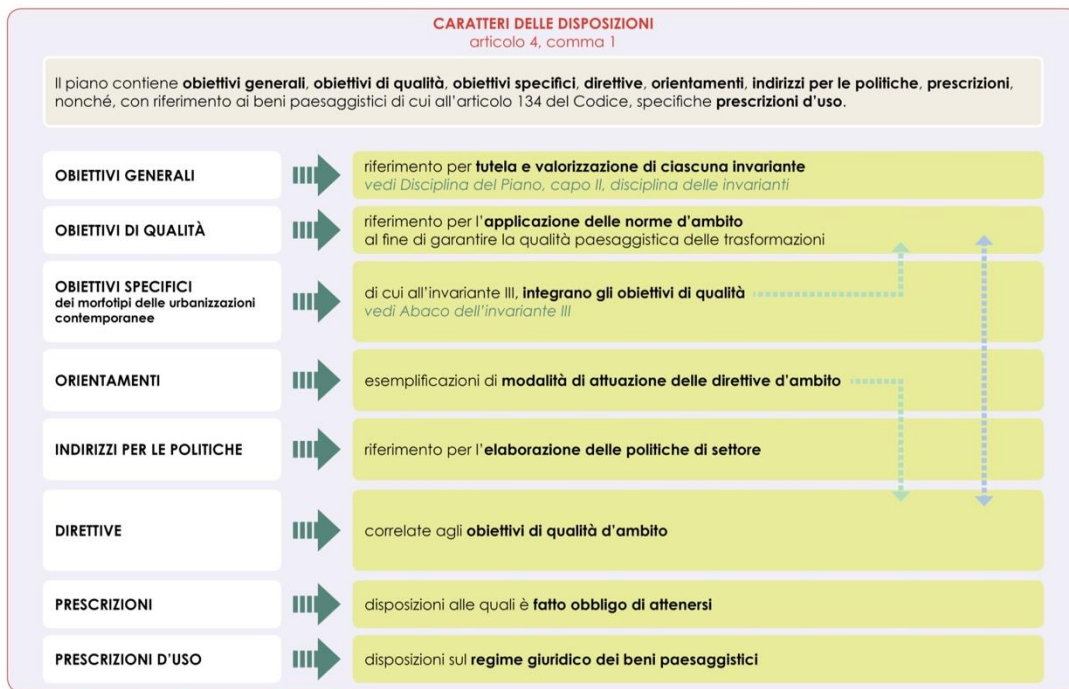 CARATTERI DELLE DISPOSIZIONI
articolo 4, comma 1
Il piano contiene obiettivi generali, obiettivi di qualità, obiettivi specifici, direttive, orientamenti, indirizzi per le politiche, prescrizioni,
nonché, con riferimento ai beni paesaggistici di cui all'articolo 134 del Codice, specifiche prescrizioni d'uso.
OBIETTIVI GENERALI
riferimento per tutela e valorizzazione di ciascuna invariante
vedi Disciplina del Piano, capo II, disciplina delle invarianti
OBIETTIVI DI QUALITÀ
riferimento per l'applicazione delle norme d'ambito
al fine di garantire la qualità paesaggistica delle trasformazioni
OBIETTIVI SPECIFICI
dei morfotipi delle urbanizzazioni
contemporanee
di cui all'invariante III, integrano gli obiettivi di qualità
vedi Abaco dell'invariante III
ORIENTAMENTI
esemplificazioni di modalità di attuazione delle direttive d'ambito
INDIRIZZI PER LE POLITICHE
riferimento per l'elaborazione delle politiche di settore
DIRETTIVE
correlate agli obiettivi di qualità d'ambito
PRESCRIZIONI
disposizioni alle quali è fatto obbligo di attenersi
PRESCRIZIONI D'USO
disposizioni sul regime giuridico dei beni paesaggistici